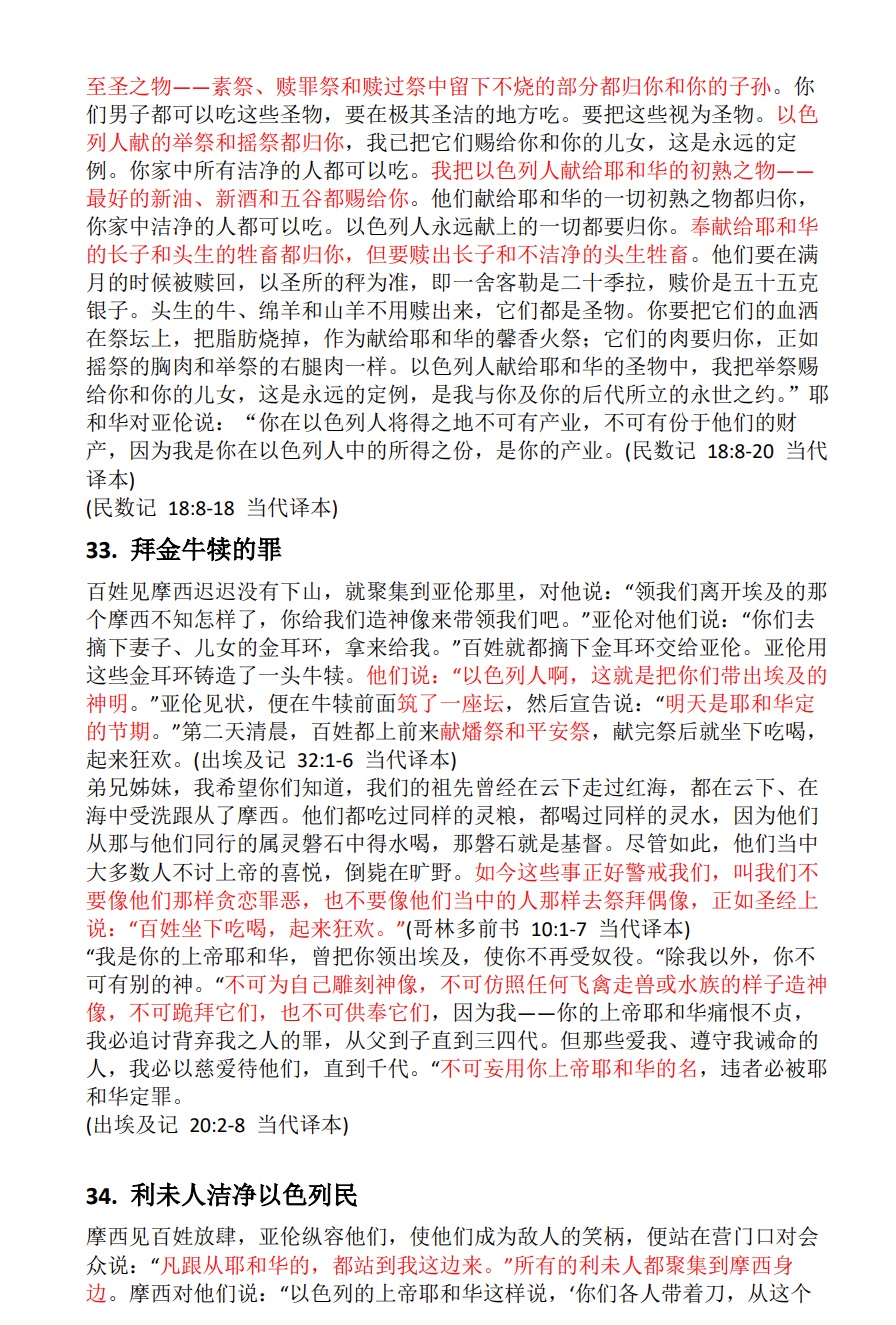 至圣之物——素祭、赎罪祭和赎过祭中留下不烧的部分都归你和你的子孙。你
们男子都可以吃这些圣物，要在极其圣洁的地方吃。要把这些视为圣物。以色
列人献的举祭和摇祭都归你，我已把它们赐给你和你的儿女，这是永远的定
例。你家中所有洁净的人都可以吃。我把以色列人献给耶和华的初熟之物——
最好的新油、新酒和五谷都赐给你。他们献给耶和华的一切初熟之物都归你，
你家中洁净的人都可以吃。以色列人永远献上的一切都要归你。奉献给耶和华
的长子和头生的牲畜都归你，但要赎出长子和不洁净的头生牲畜。他们要在满
月的时候被赎回，以圣所的秤为准，即一舍客勒是二十季拉，赎价是五十五克
银子。头生的牛、绵羊和山羊不用赎出来，它们都是圣物。你要把它们的血洒
在祭坛上，把脂肪烧掉，作为献给耶和华的馨香火祭；它们的肉要归你，正如
摇祭的胸肉和举祭的右腿肉一样。以色列人献给耶和华的圣物中，我把举祭赐
给你和你的儿女，这是永远的定例，是我与你及你的后代所立的永世之约。”耶
和华对亚伦说：“你在以色列人将得之地不可有产业，不可有份于他们的财
产，因为我是你在以色列人中的所得之份，是你的产业。(民数记 18:8-20 当代
译本)
(民数记 18:8-18 当代译本)
33. 拜金牛犊的罪
百姓见摩西迟迟没有下山，就聚集到亚伦那里，对他说：“领我们离开埃及的那
个摩西不知怎样了，你给我们造神像来带领我们吧。”亚伦对他们说：“你们去
摘下妻子、儿女的金耳环，拿来给我。”百姓就都摘下金耳环交给亚伦。亚伦用
这些金耳环铸造了一头牛犊。他们说：“以色列人啊，这就是把你们带出埃及的
神明。”亚伦见状，便在牛犊前面筑了一座坛，然后宣告说：“明天是耶和华定
的节期。”第二天清晨，百姓都上前来献燔祭和平安祭，献完祭后就坐下吃喝，
起来狂欢。(出埃及记 32:1-6 当代译本)
弟兄姊妹，我希望你们知道，我们的祖先曾经在云下走过红海，都在云下、在
海中受洗跟从了摩西。他们都吃过同样的灵粮，都喝过同样的灵水，因为他们
从那与他们同行的属灵磐石中得水喝，那磐石就是基督。尽管如此，他们当中
大多数人不讨上帝的喜悦，倒毙在旷野。如今这些事正好警戒我们，叫我们不
要像他们那样贪恋罪恶，也不要像他们当中的人那样去祭拜偶像，正如圣经上
说：“百姓坐下吃喝，起来狂欢。”(哥林多前书 10:1-7 当代译本)
“我是你的上帝耶和华，曾把你领出埃及，使你不再受奴役。“除我以外，你不
可有别的神。“不可为自己雕刻神像，不可仿照任何飞禽走兽或水族的样子造神
像，不可跪拜它们，也不可供奉它们，因为我——你的上帝耶和华痛恨不贞，
我必追讨背弃我之人的罪，从父到子直到三四代。但那些爱我、遵守我诫命的
人，我必以慈爱待他们，直到千代。“不可妄用你上帝耶和华的名，违者必被耶
和华定罪。
(出埃及记 20:2-8 当代译本)
34. 利未人洁净以色列民
摩西见百姓放肆，亚伦纵容他们，使他们成为敌人的笑柄，便站在营门口对会
众说：“凡跟从耶和华的，都站到我这边来。”所有的利未人都聚集到摩西身
边。摩西对他们说：“以色列的上帝耶和华这样说，‘你们各人带着刀，从这个